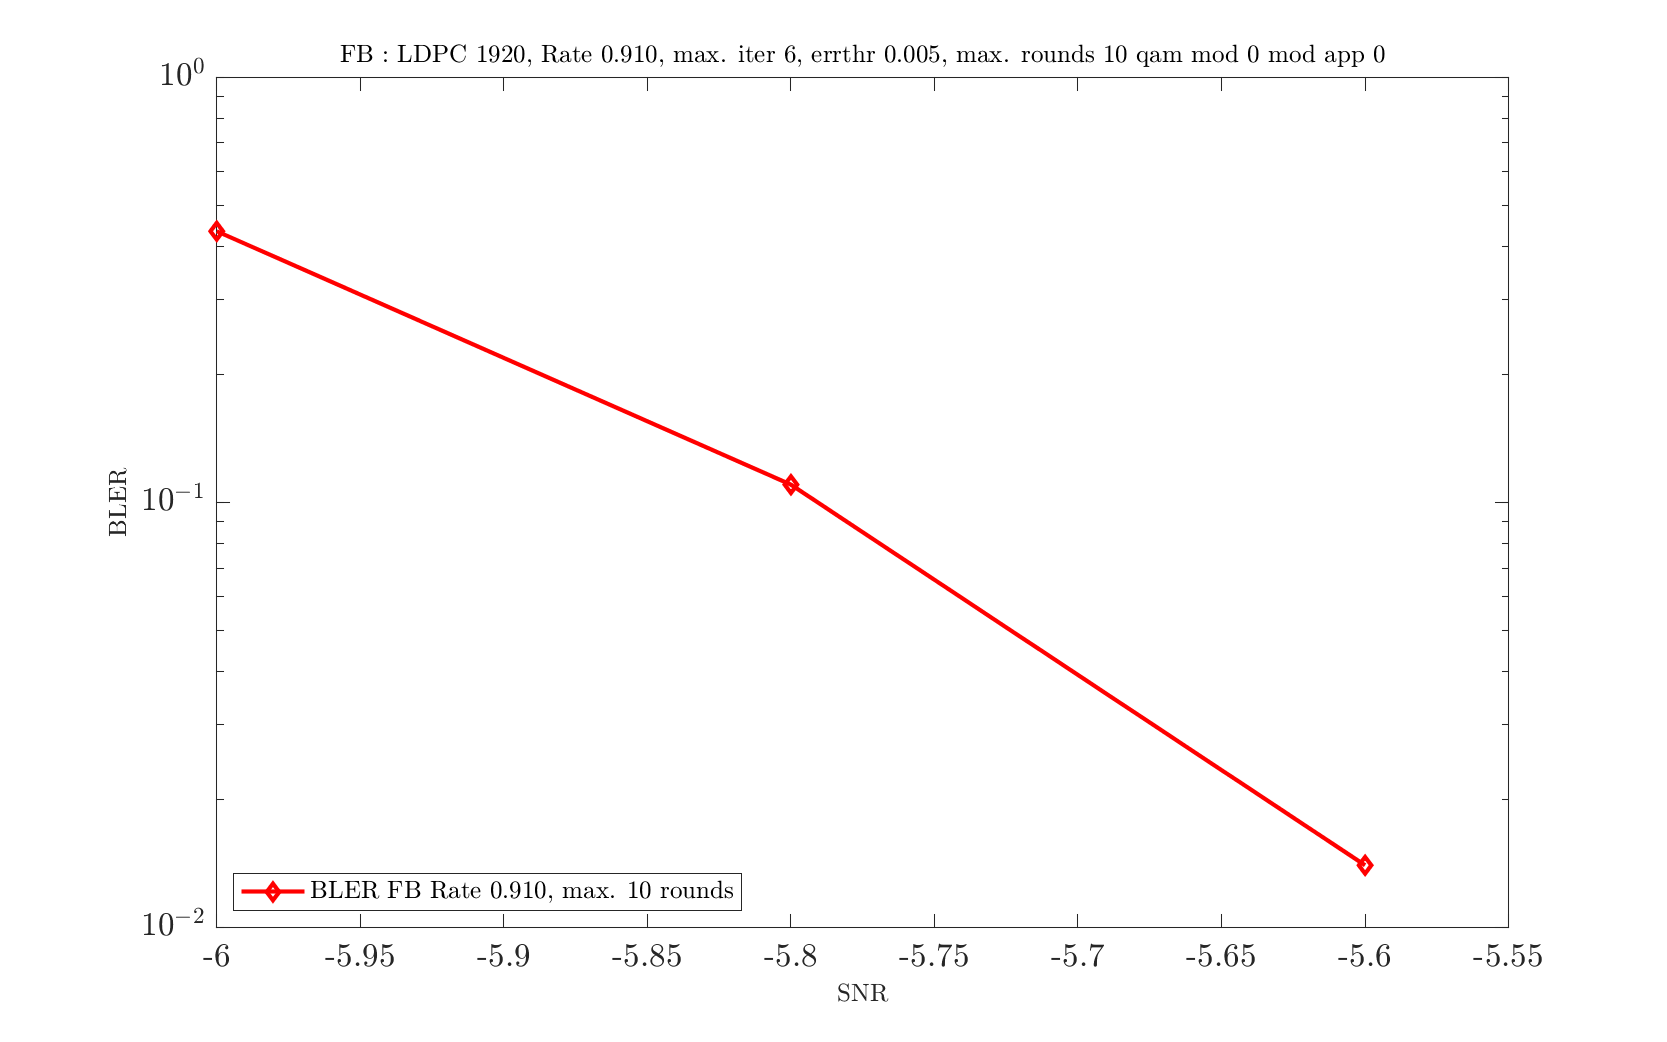 FB : LDPC 1920, Rate 0.910, max. iter 6, errthr 0.005, max. rounds 10 qam mod 0 mod app 0
10⁰
BLER
10⁻¹
BLER FB Rate 0.910, max. 10 rounds
10⁻²
-6 -5.95 -5.9 -5.85 -5.8 -5.75 -5.7 -5.65 -5.6 -5.55
SNR